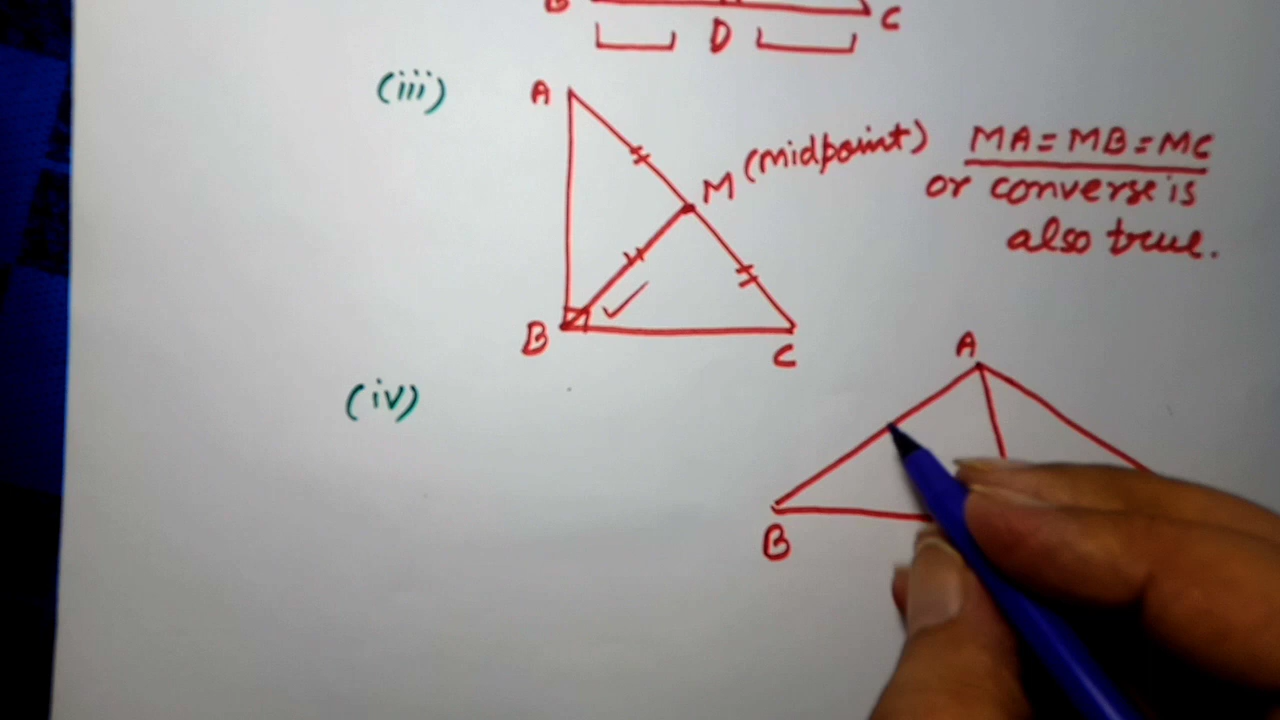 B C
D
(iii)
A
M (midpoint)
MA = MB = MC
or converse is
also true.
B
C
(iv)
A
B